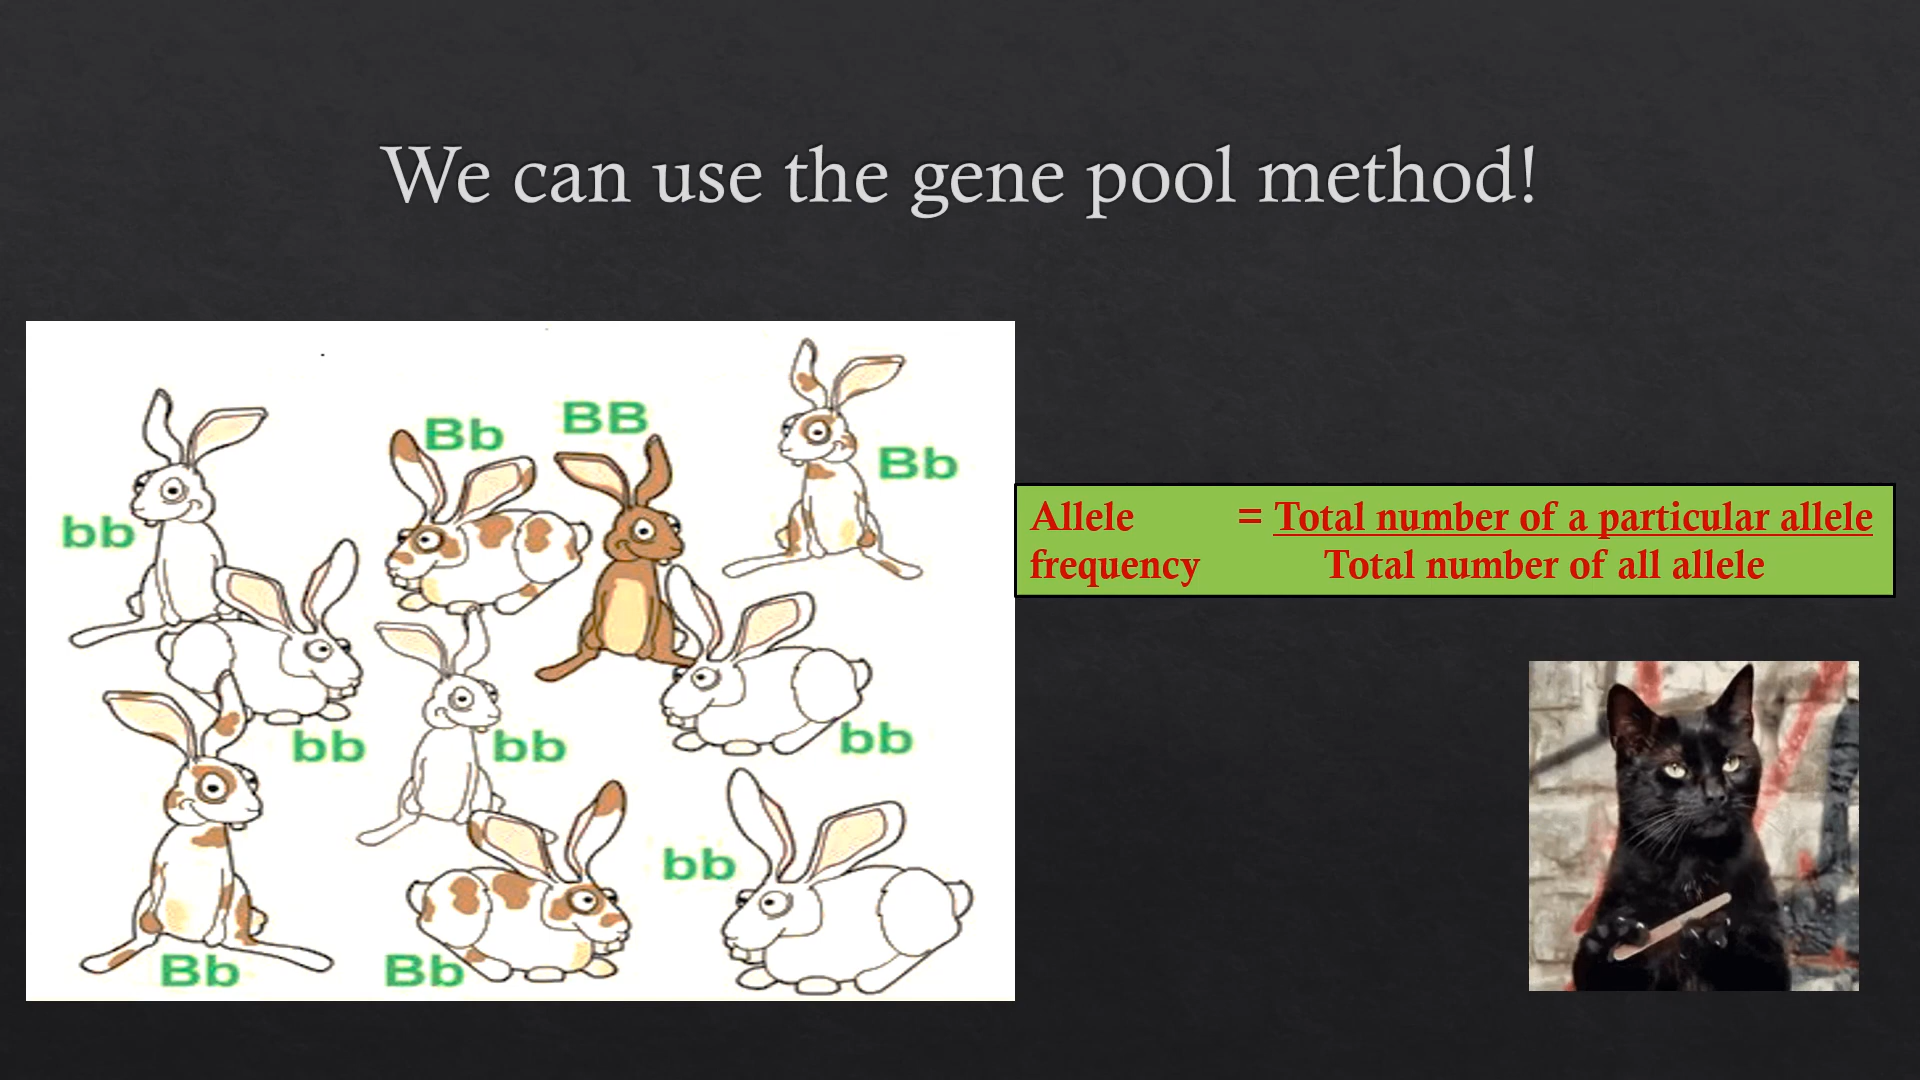 We can use the gene pool method!
Bb
BB
Bb
bb
bb
bb
bb
bb
Bb
Bb
Allele = Total number of a particular allele
frequency Total number of all allele